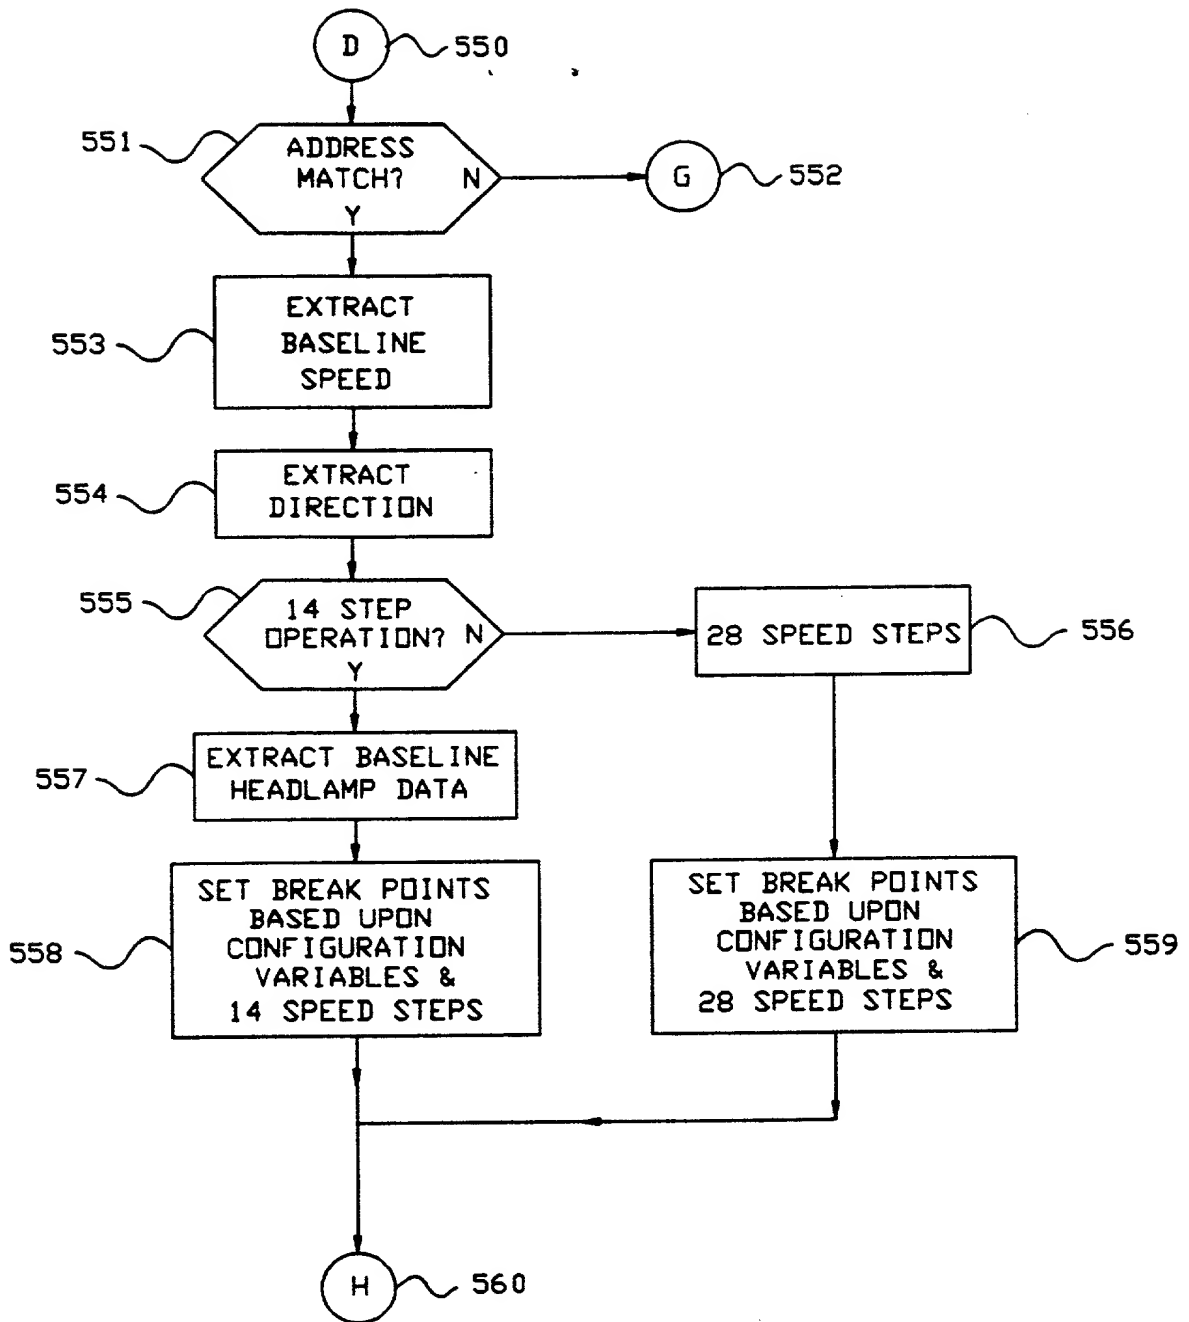 D
550
551
ADDRESS
MATCH?
N
Y
G
552
553
EXTRACT
BASELINE
SPEED
554
EXTRACT
DIRECTION
555
14 STEP
OPERATION?
N
Y
28 SPEED STEPS
556
557
EXTRACT BASELINE
HEADLAMP DATA
558
SET BREAK POINTS
BASED UPON
CONFIGURATION
VARIABLES &
14 SPEED STEPS
SET BREAK POINTS
BASED UPON
CONFIGURATION
VARIABLES &
28 SPEED STEPS
559
H
560